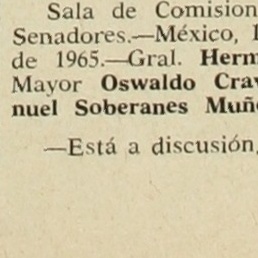 Sala de Comision
Senadores.—México,
de 1965.—Gral. Herm
Mayor Oswaldo Crav
nuel Soberanes Muñ
—Está a discusión,